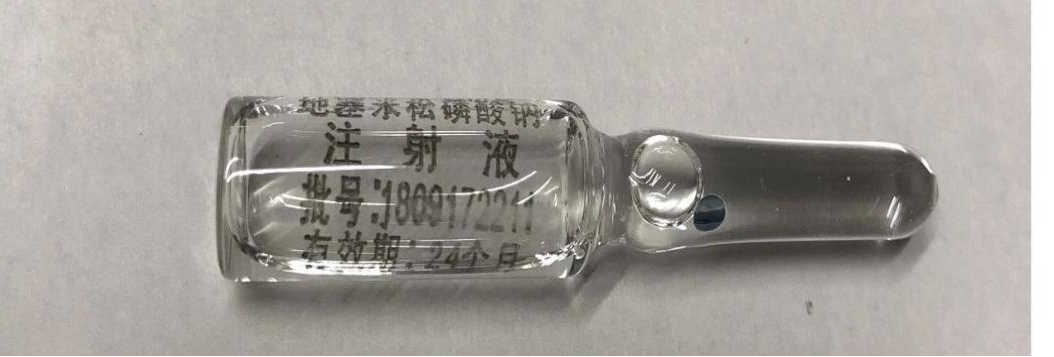 地塞米松磷酸钠
注射液
批号:1809172211
有效期:24个月